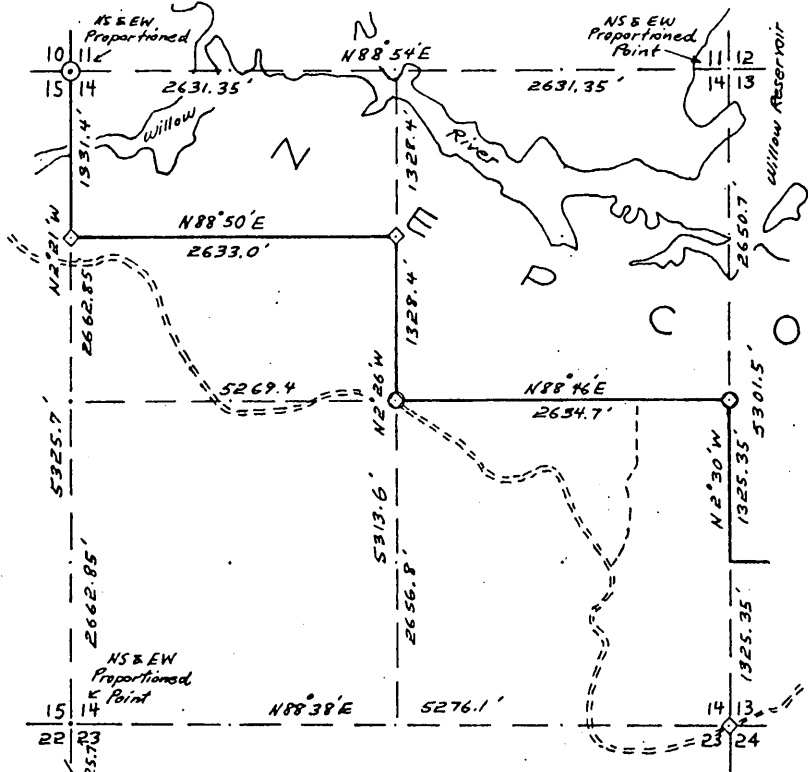 NS & EW
Proportioned
10 11
15 14
N88°54'E
2631.35'
2631.35'
NS & EW
Proportioned
Point
11 12
14 13
Willow Reservoir
Willow
River
N
N
E
P
C
O
1331.4'
1328.4'
2650.7'
N88°50'E
2633.0'
N2°21'W
2662.85'
1328.4'
5269.4
N2°26'W
N88°46'E
2634.7'
5301.5'
N2°30'W
1325.35'
5325.7'
5313.6'
2662.85'
2656.8'
1325.35'
NS & EW
Proportioned
Point
15 14
22 23
N88°38'E
5276.1'
14 13
23 24
25.7'